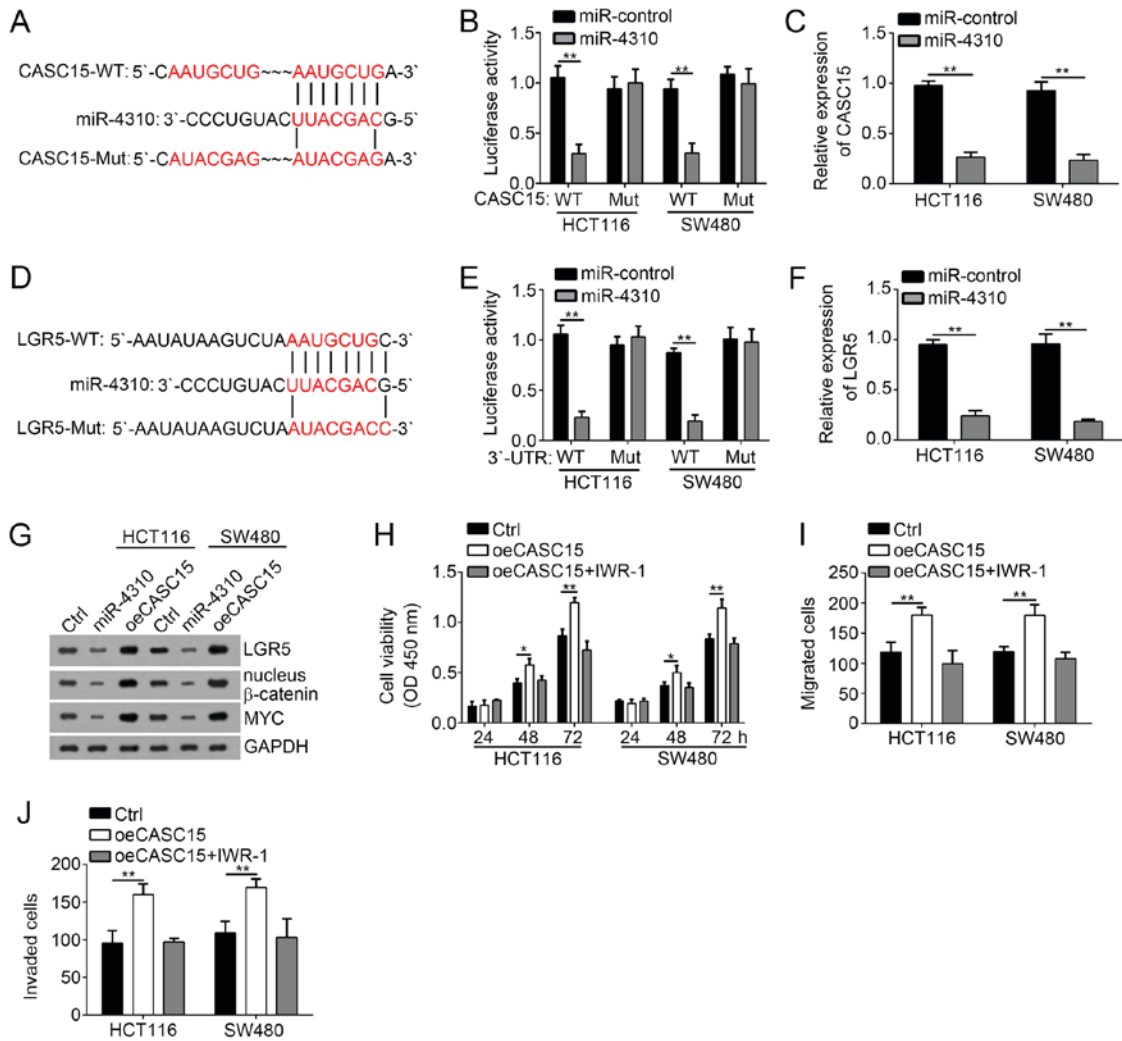 A
CASC15-WT: 5`-CAAUGCUG~~~AAUGCUGA-3`
miR-4310: 3`-CCCUGUACUUACGACG-5`
CASC15-Mut: 5`-CAUACGAG~~~AUACGAGA-3`
B
miR-control
miR-4310
Luciferase activity
1.5
1.0
0.5
0.0
**
**
CASC15: WT Mut WT Mut
HCT116 SW480
C
miR-control
miR-4310
Relative expression
of CASC15
1.5
1.0
0.5
0.0
**
**
HCT116 SW480
D
LGR5-WT: 5`-AAUAUAAGUCUAAAUGCUGC-3`
miR-4310: 3`-CCCUGUACUUACGACG-5`
LGR5-Mut: 5`-AAUAUAAGUCUAAUACGACC-3`
E
miR-control
miR-4310
Luciferase activity
1.5
1.0
0.5
0.0
**
**
3`-UTR: WT Mut WT Mut
HCT116 SW480
F
miR-control
miR-4310
Relative expression
of LGR5
1.5
1.0
0.5
0.0
**
**
HCT116 SW480
G
HCT116 SW480
Ctrl miR-4310 oeCASC15 Ctrl miR-4310 oeCASC15
LGR5
nucleus
β-catenin
MYC
GAPDH
H
Ctrl
oeCASC15
oeCASC15+IWR-1
Cell viability
(OD 450 nm)
1.5
1.0
0.5
0.0
*
**
*
**
24 48 72 24 48 72 h
HCT116 SW480
I
Ctrl
oeCASC15
oeCASC15+IWR-1
Migrated cells
250
200
150
100
50
0
**
**
HCT116 SW480
J
Ctrl
oeCASC15
oeCASC15+IWR-1
Invaded cells
200
150
100
50
0
**
**
HCT116 SW480